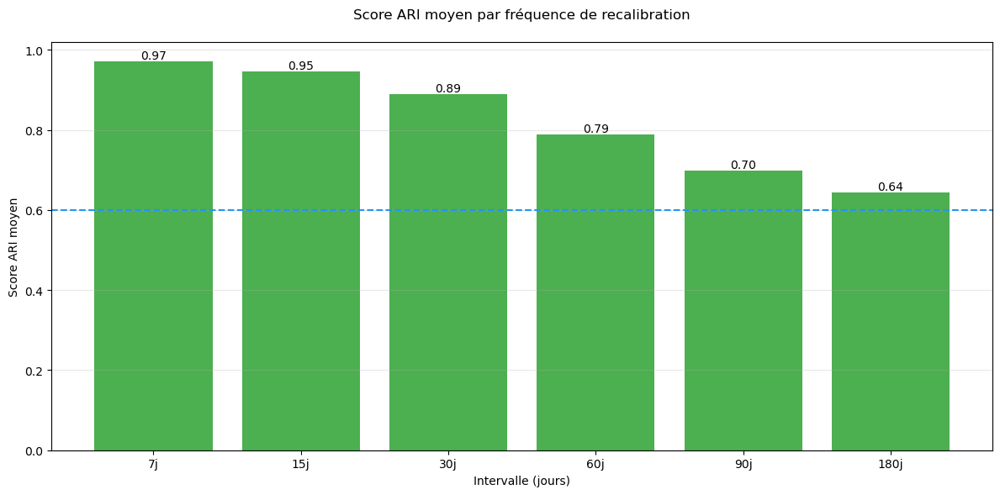 Score ARI moyen par fréquence de recalibration
Score ARI moyen
1.0
0.8
0.6
0.4
0.2
0.0
0.97
0.95
0.89
0.79
0.70
0.64
7j
15j
30j
60j
90j
180j
Intervalle (jours)